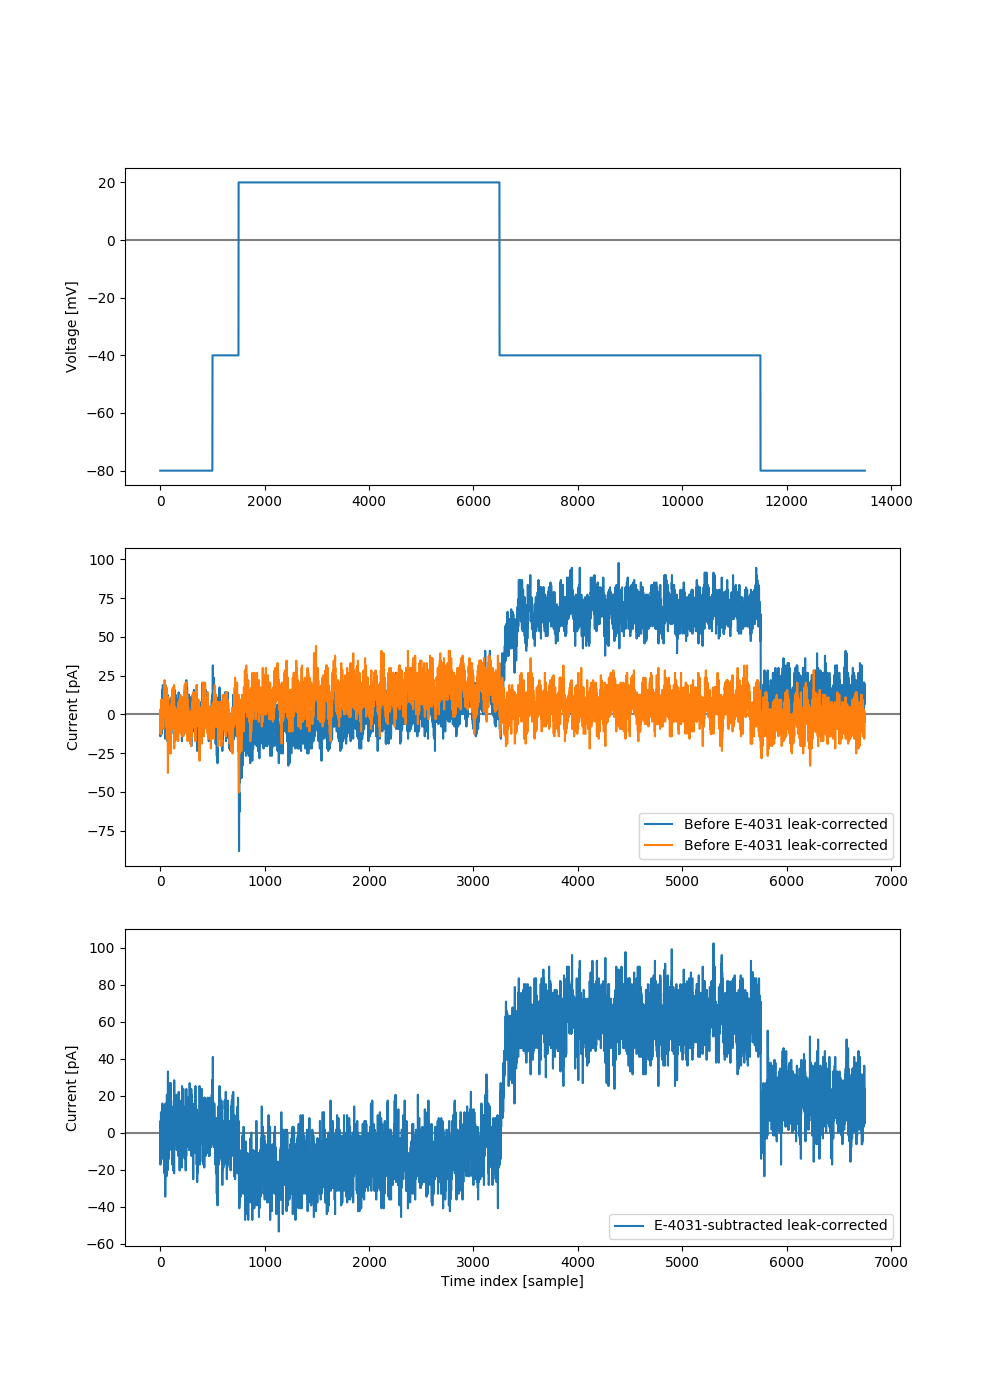 Voltage [mV]
20
0
−20
−40
−60
−80
0 2000 4000 6000 8000 10000 12000 14000
Current [pA]
100
75
50
25
0
−25
−50
−75
Before E-4031 leak-corrected
Before E-4031 leak-corrected
0 1000 2000 3000 4000 5000 6000 7000
Current [pA]
100
80
60
40
20
0
−20
−40
−60
E-4031-subtracted leak-corrected
0 1000 2000 3000 4000 5000 6000 7000
Time index [sample]